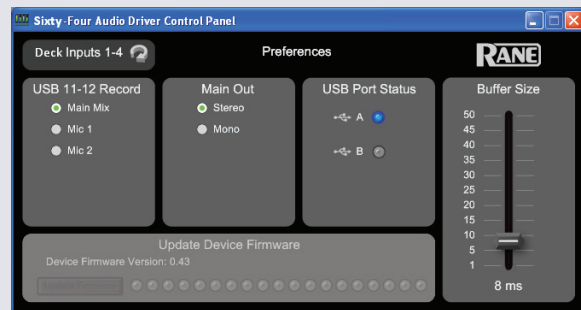 Sixty-Four Audio Driver Control Panel
Deck Inputs 1-4
Preferences
RANE
USB 11-12 Record
Main Mix
Mic 1
Mic 2
Main Out
Stereo
Mono
USB Port Status
A
B
Buffer Size
50
45
40
35
30
25
20
15
10
5
1
8 ms
Update Device Firmware
Device Firmware Version: 0.43